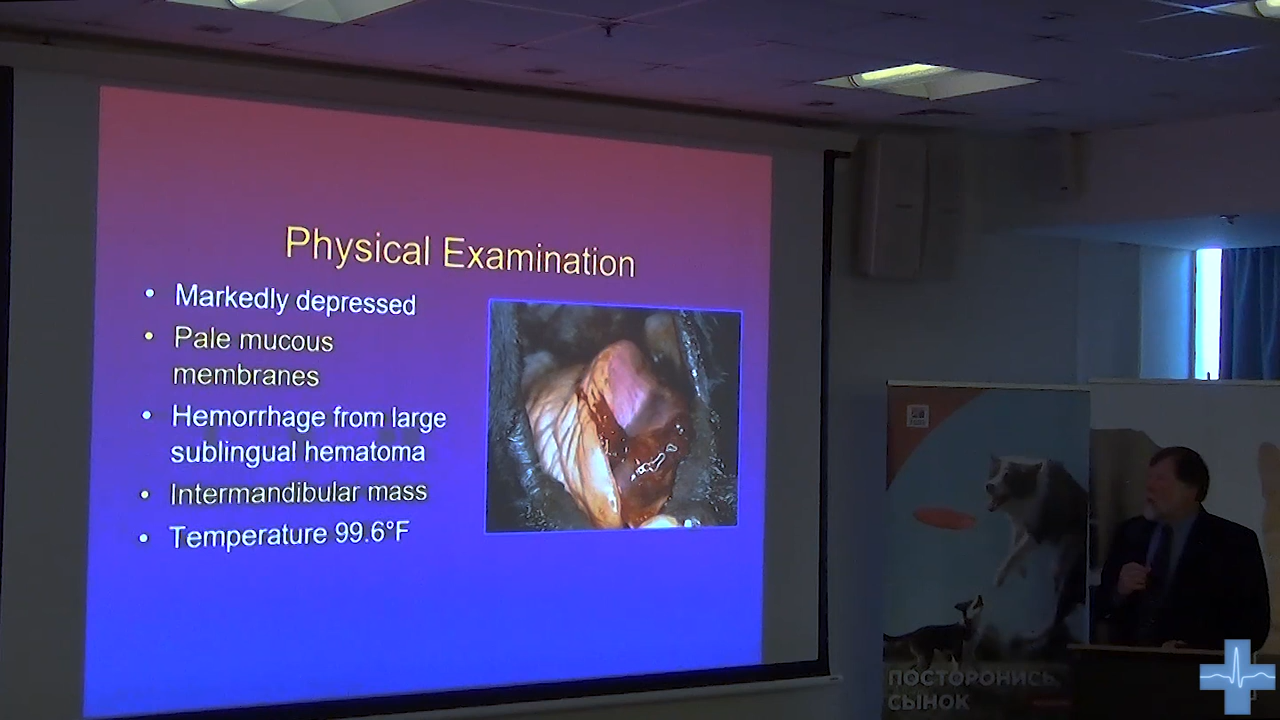 Physical Examination
• Markedly depressed
• Pale mucous
membranes
• Hemorrhage from large
sublingual hematoma
• Intermandibular mass
• Temperature 99.6°F
ПОСТОРОНИСЬ,
СЫНОК